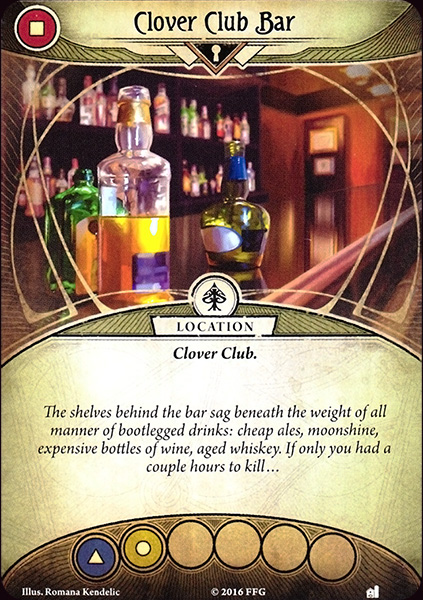 Clover Club Bar
LOCATION
Clover Club.
The shelves behind the bar sag beneath the weight of all
manner of bootlegged drinks: cheap ales, moonshine,
expensive bottles of wine, aged whiskey. If only you had a
couple hours to kill…
Illus. Romana Kendelic
© 2016 FFG